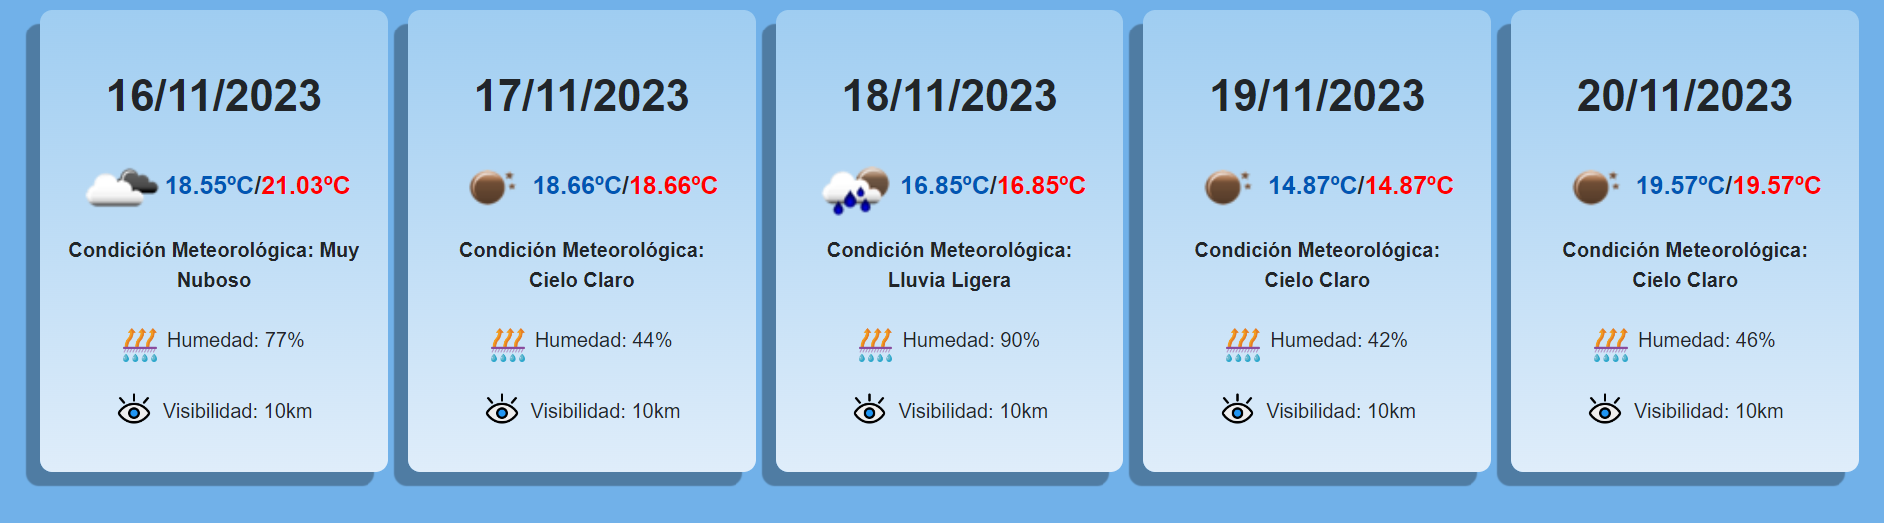 16/11/2023
18.55ºC/21.03ºC
Condición Meteorológica: Muy
Nuboso
Humedad: 77%
Visibilidad: 10km
17/11/2023
18.66ºC/18.66ºC
Condición Meteorológica:
Cielo Claro
Humedad: 44%
Visibilidad: 10km
18/11/2023
16.85ºC/16.85ºC
Condición Meteorológica:
Lluvia Ligera
Humedad: 90%
Visibilidad: 10km
19/11/2023
14.87ºC/14.87ºC
Condición Meteorológica:
Cielo Claro
Humedad: 42%
Visibilidad: 10km
20/11/2023
19.57ºC/19.57ºC
Condición Meteorológica:
Cielo Claro
Humedad: 46%
Visibilidad: 10km